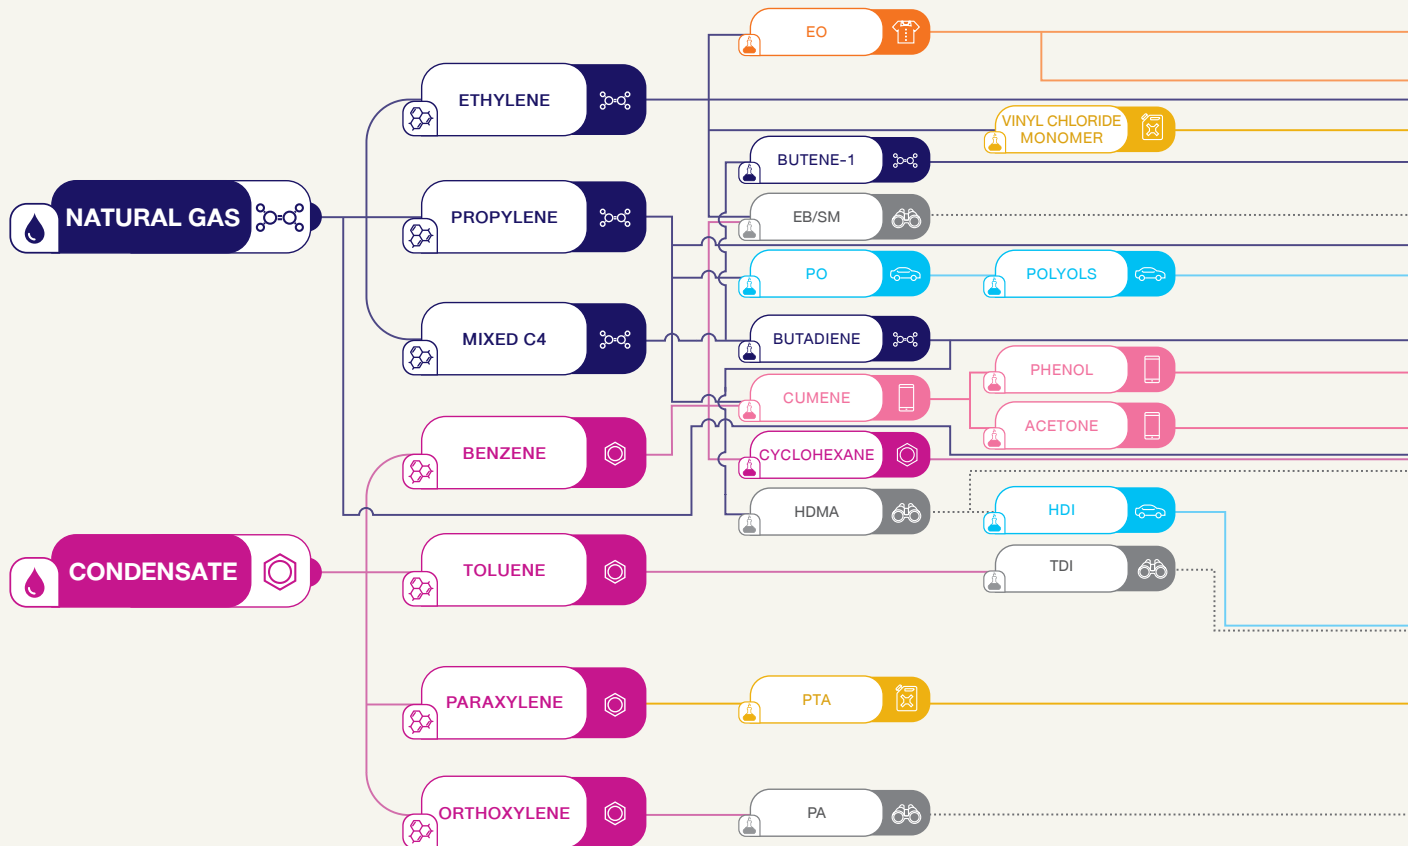 EO
ETHYLENE
VINYL CHLORIDE
MONOMER
BUTENE-1
NATURAL GAS
PROPYLENE
EB/SM
PO
POLYOLS
MIXED C4
BUTADIENE
PHENOL
CUMENE
ACETONE
BENZENE
CYCLOHEXANE
HDMA
HDI
CONDENSATE
TOLUENE
TDI
PARAXYLENE
PTA
ORTHOXYLENE
PA